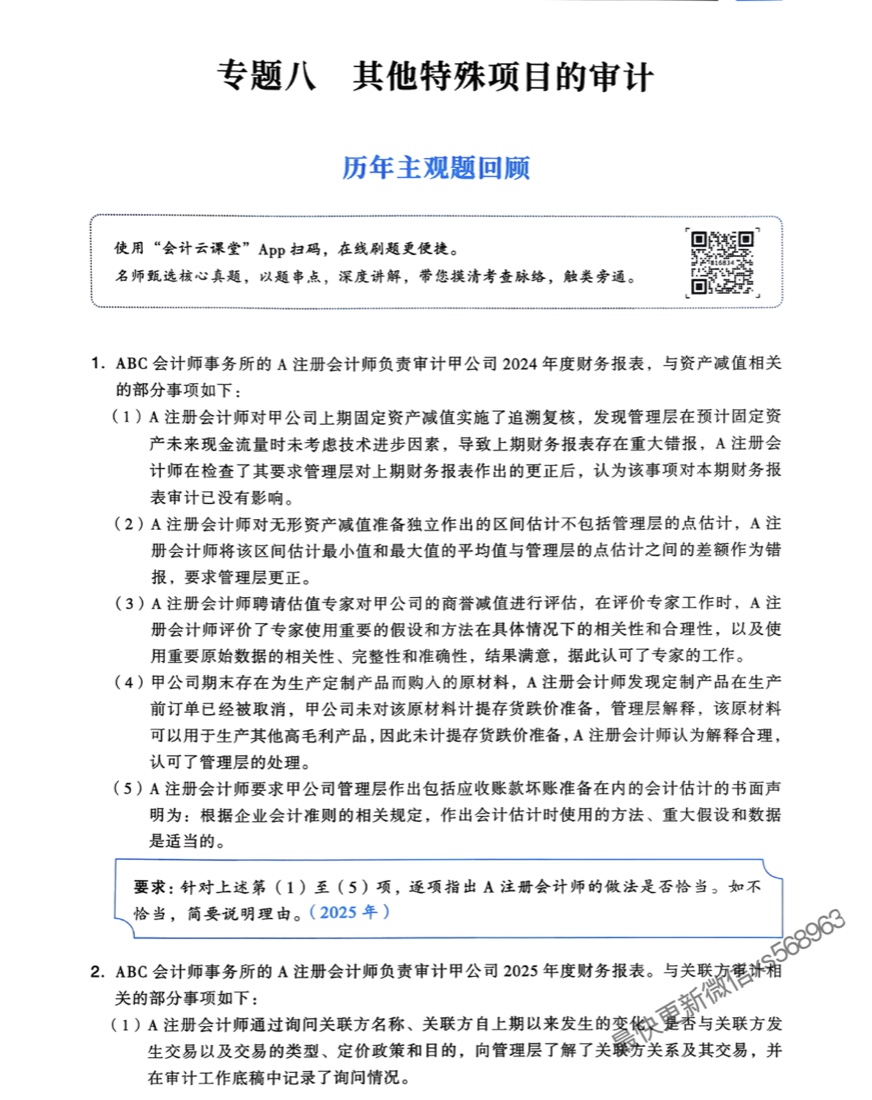 专题八 其他特殊项目的审计
历年主观题回顾
使用“会计云课堂”App扫码，在线刷题更便捷。
名师甄选核心真题，以题串点，深度讲解，带您摸清考查脉络，触类旁通。
1. ABC会计师事务所的A注册会计师负责审计甲公司2024年度财务报表，与资产减值相关
的部分事项如下：
（1）A注册会计师对甲公司上期固定资产减值实施了追溯复核，发现管理层在预计固定资
产未来现金流量时未考虑技术进步因素，导致上期财务报表存在重大错报，A注册会
计师在检查了其要求管理层对上期财务报表作出的更正后，认为该事项对本期财务报
表审计已没有影响。
（2）A注册会计师对无形资产减值准备独立作出的区间估计不包括管理层的点估计，A注
册会计师将该区间估计最小值和最大值的平均值与管理层的点估计之间的差额作为错
报，要求管理层更正。
（3）A注册会计师聘请估值专家对甲公司的商誉减值进行评估，在评价专家工作时，A注
册会计师评价了专家使用重要的假设和方法在具体情况下的相关性和合理性，以及使
用重要原始数据的相关性、完整性和准确性，结果满意，据此认可了专家的工作。
（4）甲公司期末存在为生产定制产品而购入的原材料，A注册会计师发现定制产品在生产
前订单已经被取消，甲公司未对该原材料计提存货跌价准备，管理层解释，该原材料
可以用于生产其他高毛利产品，因此未计提存货跌价准备，A注册会计师认为解释合理，
认可了管理层的处理。
（5）A注册会计师要求甲公司管理层作出包括应收账款坏账准备在内的会计估计的书面声
明为：根据企业会计准则的相关规定，作出会计估计时使用的方法、重大假设和数据
是适当的。
要求：针对上述第（1）至（5）项，逐项指出A注册会计师的做法是否恰当。如不
恰当，简要说明理由。（2025年）
2. ABC会计师事务所的A注册会计师负责审计甲公司2025年度财务报表。与关联方审计相
关的部分事项如下：
（1）A注册会计师通过询问关联方名称、关联方自上期以来发生的变化、是否与关联方发
生交易以及交易的类型、定价政策和目的，向管理层了解了关联方关系及其交易，并
在审计工作底稿中记录了询问情况。
最快更新微信xs568963